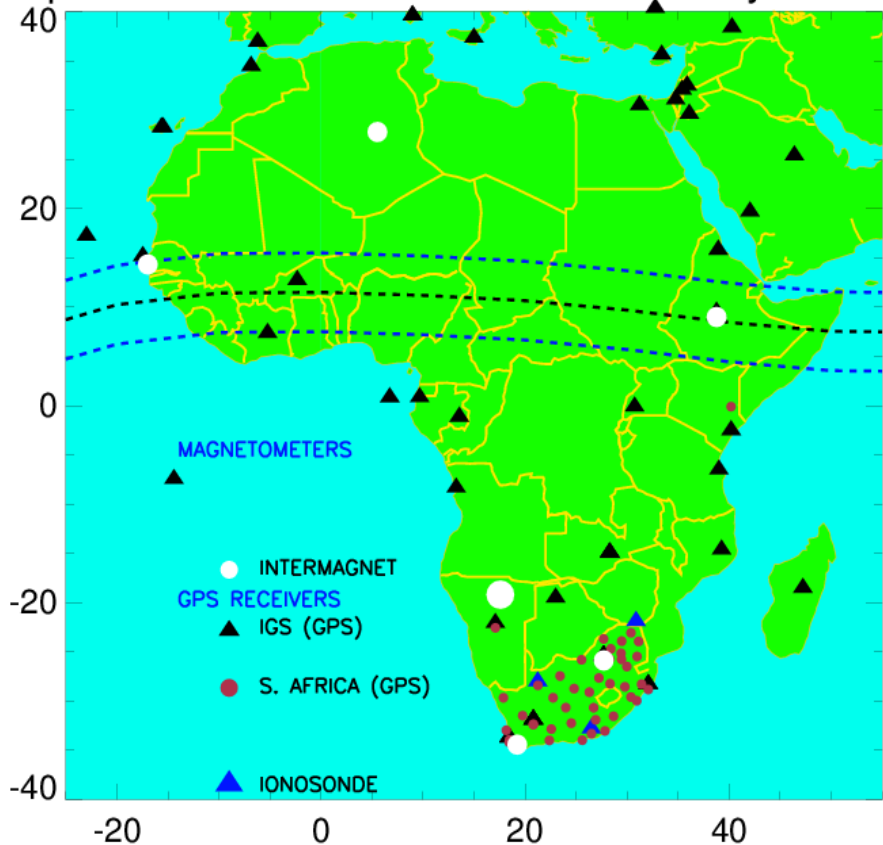 40
20
0
MAGNETOMETERS
INTERMAGNET
-20
GPS RECEIVERS
IGS (GPS)
S. AFRICA (GPS)
IONOSONDE
-40
-20 0 20 40